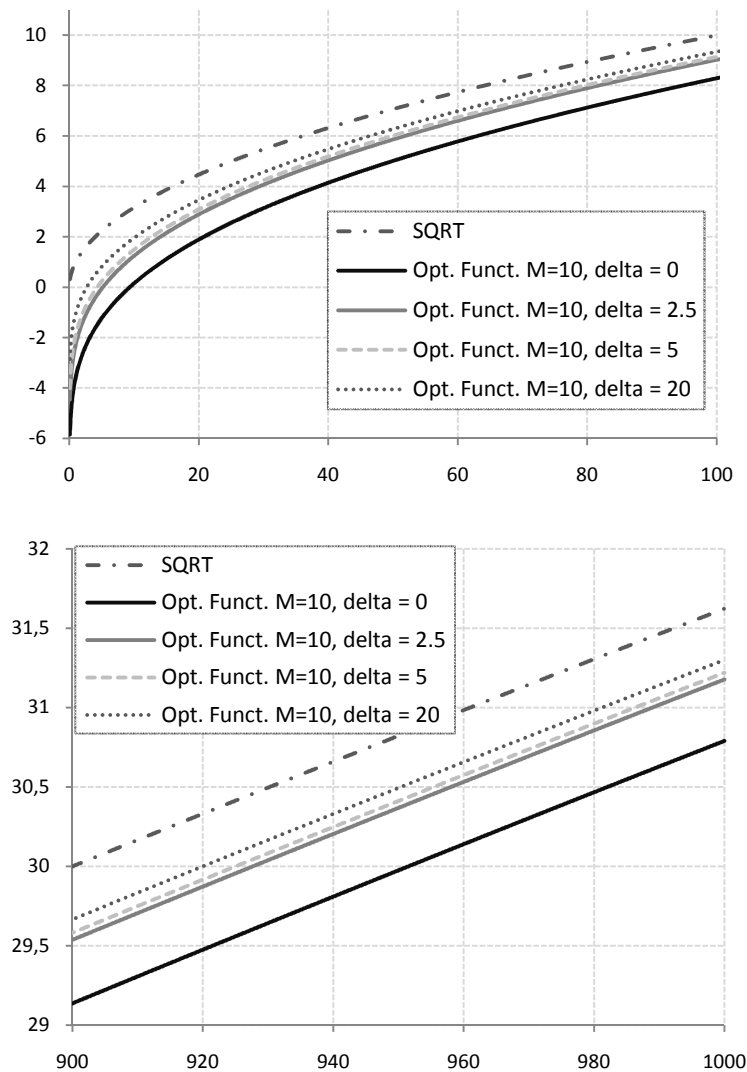 10
8
6
4
2
0
-2
-4
-6
SQRT
Opt. Funct. M=10, delta = 0
Opt. Funct. M=10, delta = 2.5
Opt. Funct. M=10, delta = 5
Opt. Funct. M=10, delta = 20
0 20 40 60 80 100
32
31,5
31
30,5
30
29,5
29
SQRT
Opt. Funct. M=10, delta = 0
Opt. Funct. M=10, delta = 2.5
Opt. Funct. M=10, delta = 5
Opt. Funct. M=10, delta = 20
900 920 940 960 980 1000